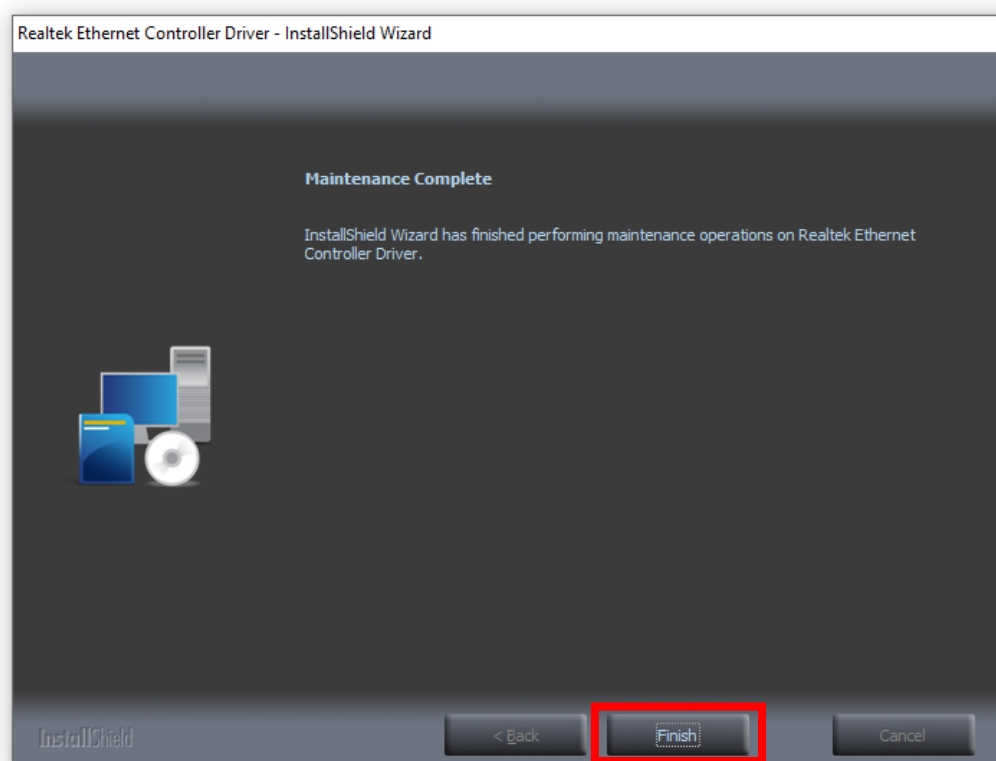 Realtek Ethernet Controller Driver - InstallShield Wizard
Maintenance Complete
InstallShield Wizard has finished performing maintenance operations on Realtek Ethernet
Controller Driver.
InstallShield
< Back
Finish
Cancel